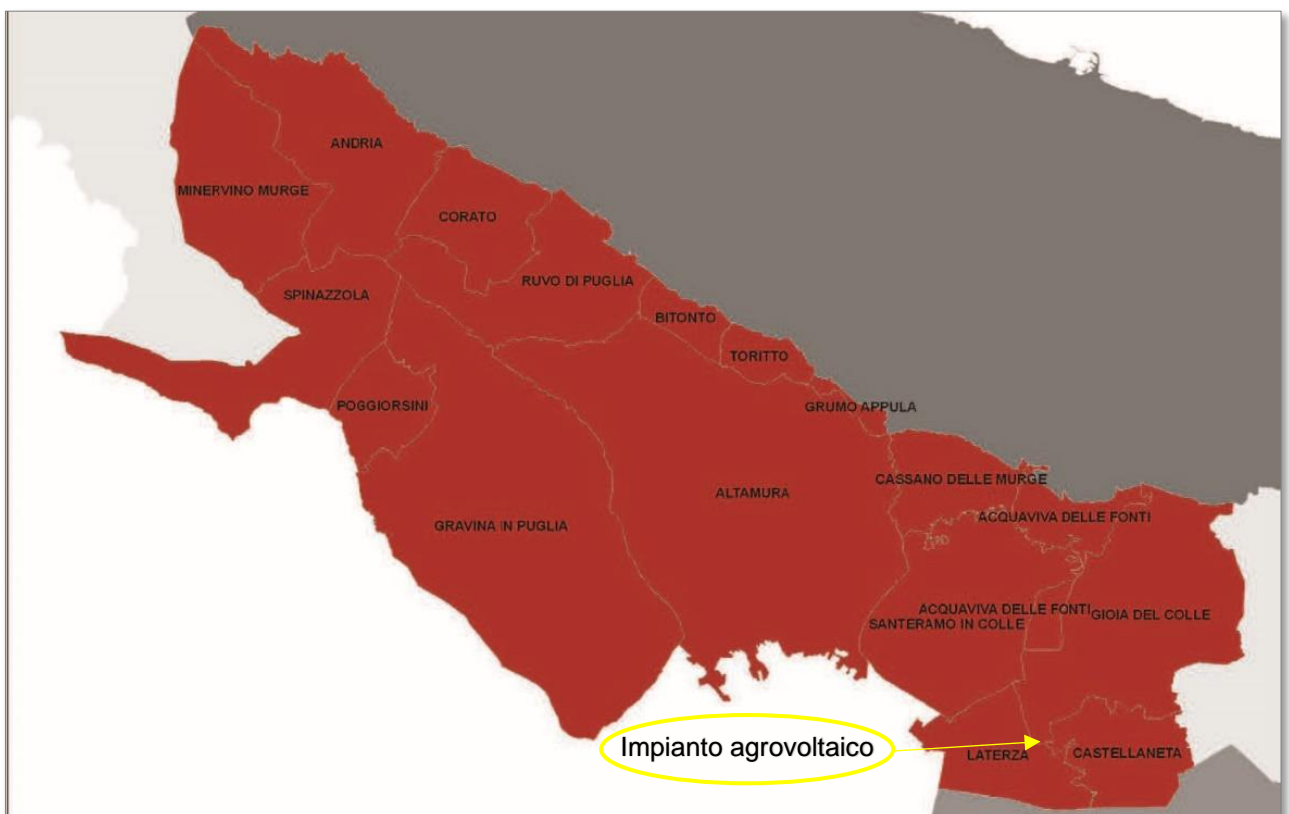 ANDRIA
MINERVINO MURGE
CORATO
RUVO DI PUGLIA
SPINAZZOLA
BITONTO
TORITTO
POGGIORSINI
GRUMO APPULA
CASSANO DELLE MURGE
ALTAMURA
ACQUAVIVA DELLE FONTI
GRAVINA IN PUGLIA
ACQUAVIVA DELLE FONTI
GIOIA DEL COLLE
SANTERAMO IN COLLE
Impianto agrovoltaico
LATERZA
CASTELLANETA